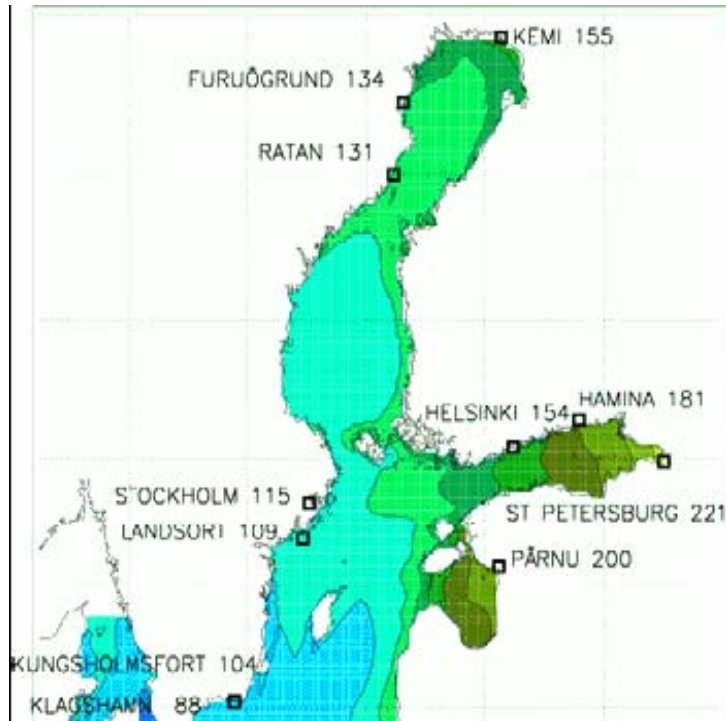 KEMI 155
FURUÖGRUND 134
RATAN 131
HAMINA 181
HELSINKI 154
STOCKHOLM 115
ST PETERSBURG 221
LANDSORT 109
PÄRNU 200
KUNGSHOLMSFORT 104
KLAGSHAMN 88